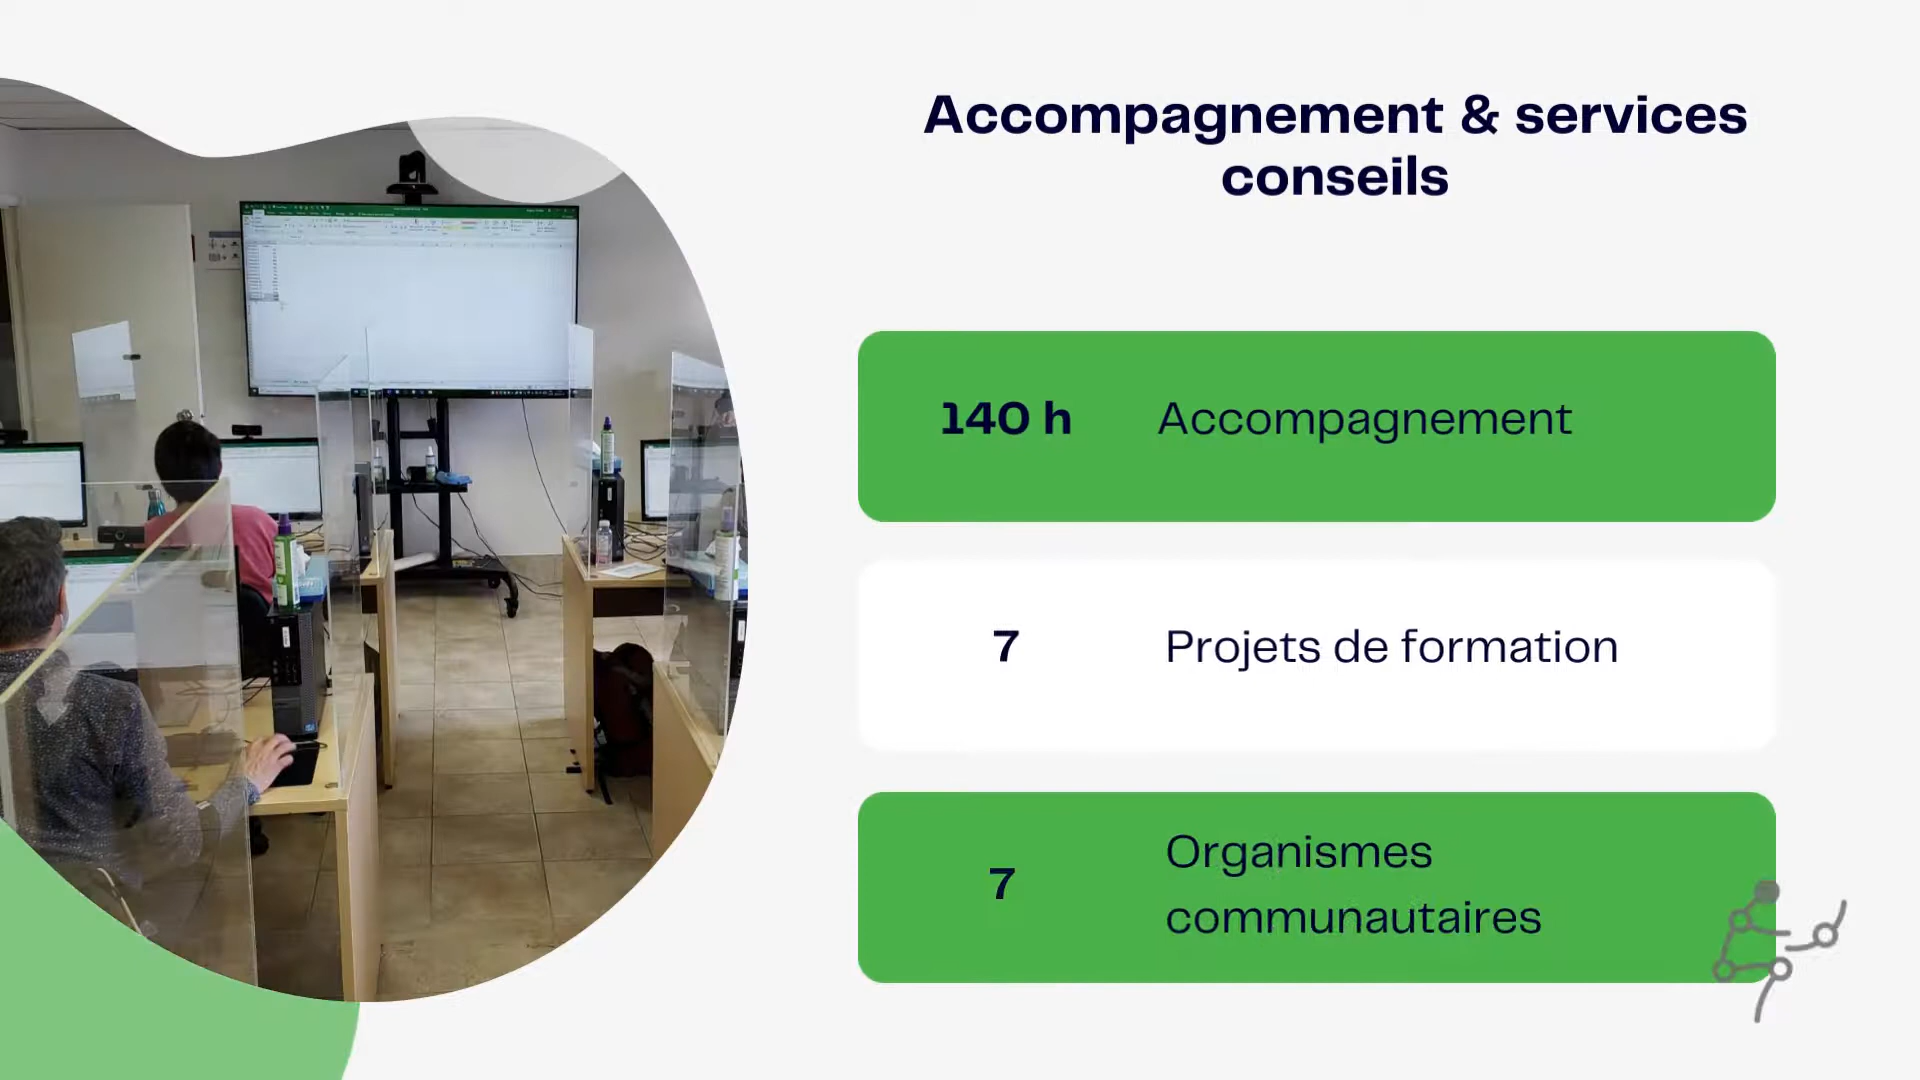 Accompagnement & services
conseils
140 h Accompagnement
7 Projets de formation
7 Organismes
communautaires